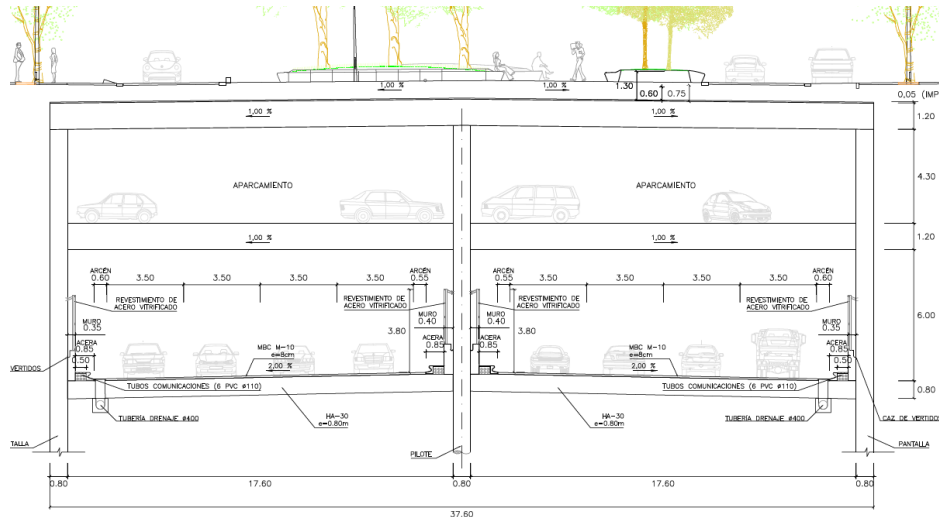 1,00 %
1,00 %
1.30
0.60
0.75
0,05 (IMP
1,00 %
1,00 %
1.20
APARCAMIENTO
APARCAMIENTO
4.30
1,00 %
1,00 %
1.20
ARCÉN
0.60
3.50
3.50
3.50
3.50
ARCÉN
0.55
ARCÉN
0.55
3.50
3.50
3.50
3.50
ARCÉN
0.60
REVESTIMIENTO DE
ACERO VITRIFICADO
REVESTIMIENTO DE
ACERO VITRIFICADO
REVESTIMIENTO DE
ACERO VITRIFICADO
REVESTIMIENTO DE
ACERO VITRIFICADO
MURO
0.35
MURO
0.40
MURO
0.40
MURO
0.35
6.00
3.80
3.80
ACERA
0.85
ACERA
0.85
ACERA
0.85
ACERA
0.85
MBC M-10
e=8cm
MBC M-10
e=8cm
0.50
2,00 %
2,00 %
0.50
VERTIDOS
TUBOS COMUNICACIONES (6 PVC ø110)
TUBOS COMUNICACIONES (6 PVC ø110)
0.80
TUBERÍA DRENAJE ø400
HA-30
e=0.80m
HA-30
e=0.80m
TUBERÍA DRENAJE ø400
CAZ DE VERTIDOS
TALLA
PILOTE
PANTALLA
0.80
17.60
0.80
17.60
0.80
37.60